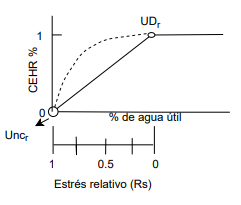 UDr
1
CEHR %
0
% de agua útil
Uncr
1 0.5 0
Estrés relativo (Rs)